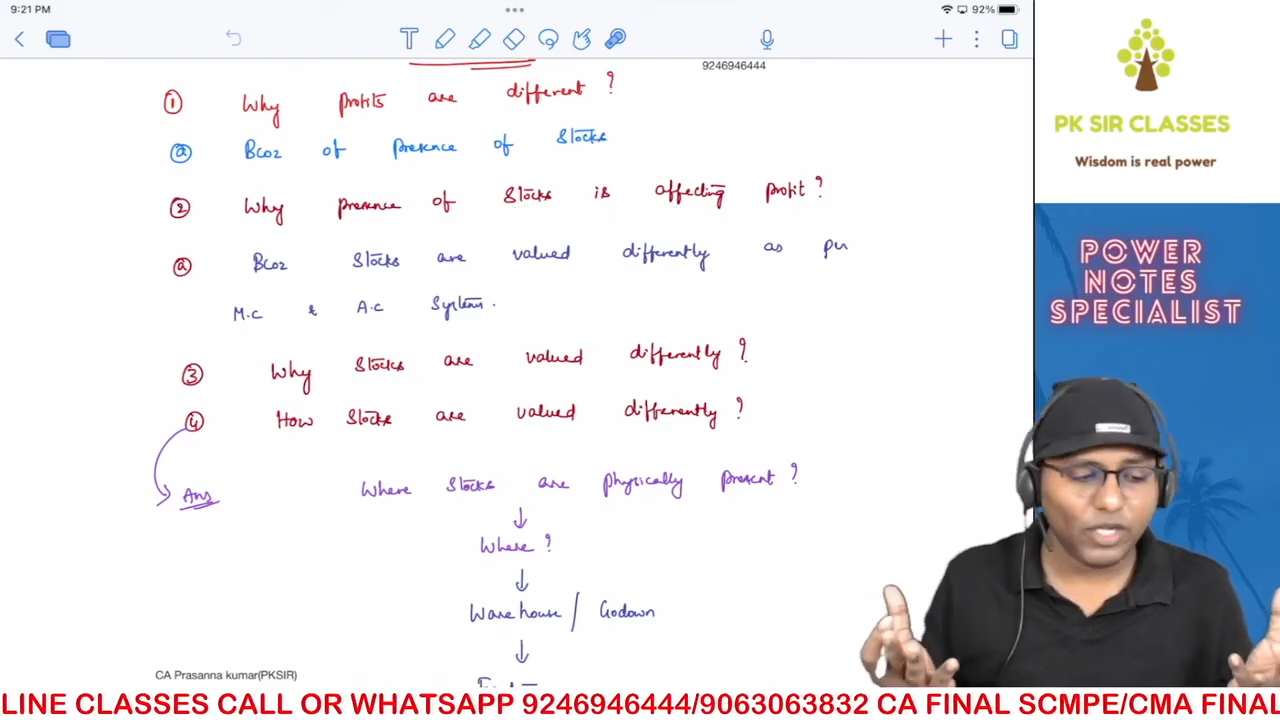 9:21 PM
92%
9246946444
① Why profits are different ?
ⓐ Bcoz of presence of Stocks
② Why presence of Stocks is affecting profit ?
ⓐ Bcoz Stocks are valued differently as per
M.C & A.C Systems.
③ Why Stocks are valued differently ?
④ How Stocks are valued differently ?
Ans Where Stocks are physically present ?
Where ?
Warehouse / Godown
CA Prasanna kumar(PKSIR)
PK SIR CLASSES
Wisdom is real power
POWER
NOTES
SPECIALIST
LINE CLASSES CALL OR WHATSAPP 9246946444/9063063832 CA FINAL SCMPE/CMA FINAL